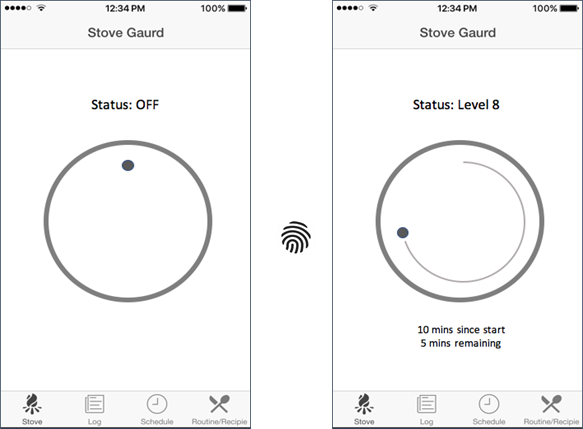 12:34 PM 100%
Stove Gaurd
Status: OFF
Stove Log Schedule Routine/Recipie
12:34 PM 100%
Stove Gaurd
Status: Level 8
10 mins since start
5 mins remaining
Stove Log Schedule Routine/Recipie